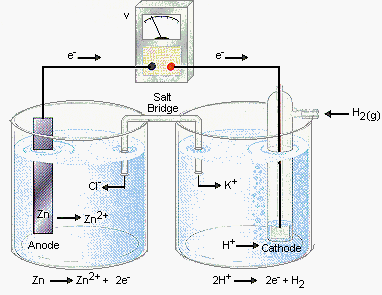 V
e⁻ → e⁻ →
Salt
Bridge
← H₂(g)
Cl⁻ ← → K⁺
Zn → Zn²⁺
H⁺ →
Anode
Cathode
Zn → Zn²⁺ + 2e⁻
2H⁺ → 2e⁻ + H₂